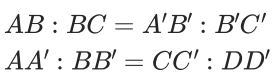 AB : BC = A′B′ : B′C′
AA′ : BB′ = CC′ : DD′